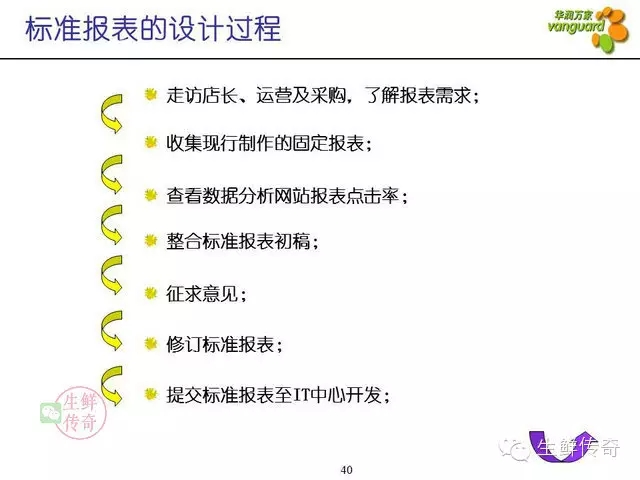 标准报表的设计过程
华润万家
vanguard
走访店长、运营及采购，了解报表需求；
收集现行制作的固定报表；
查看数据分析网站报表点击率；
整合标准报表初稿；
征求意见；
修订标准报表；
提交标准报表至IT中心开发；
生鲜
传奇
生鲜传奇
40